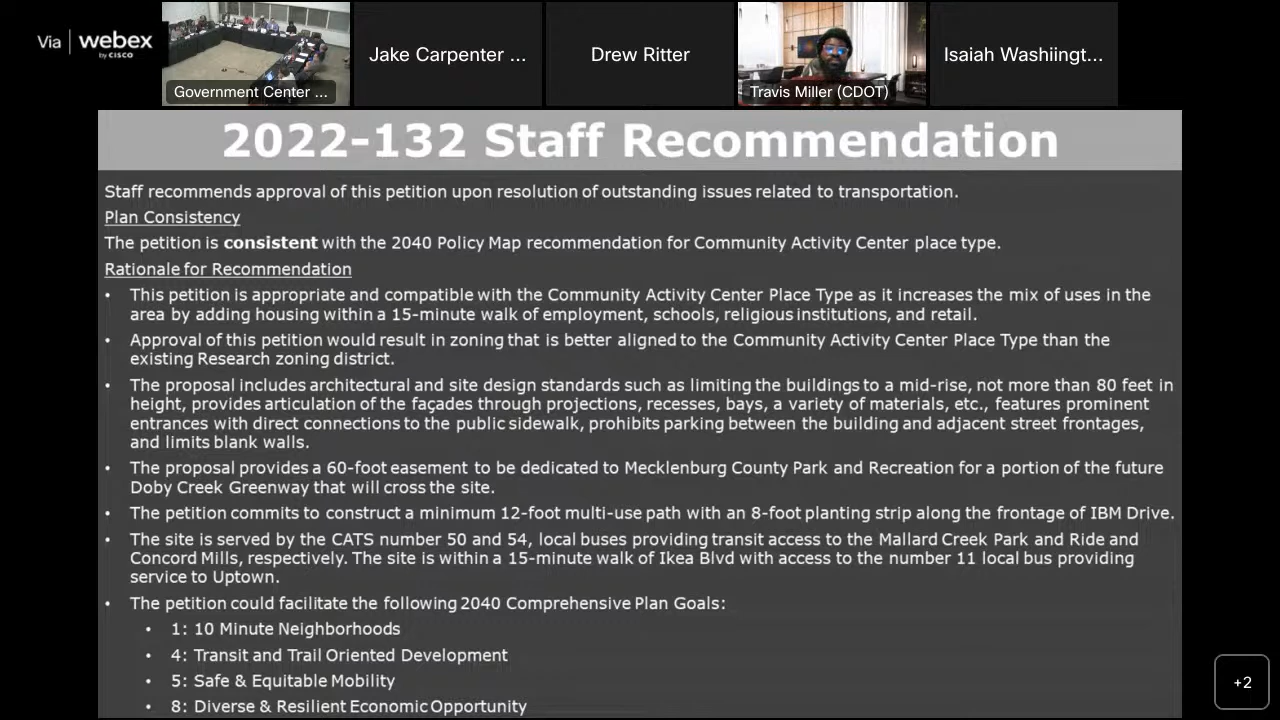 Via | webex
by CISCO
Government Center ...
Jake Carpenter ...
Drew Ritter
Travis Miller (CDOT)
Isaiah Washiingt...
2022-132 Staff Recommendation
Staff recommends approval of this petition upon resolution of outstanding issues related to transportation.
Plan Consistency
The petition is consistent with the 2040 Policy Map recommendation for Community Activity Center place type.
Rationale for Recommendation
• This petition is appropriate and compatible with the Community Activity Center Place Type as it increases the mix of uses in the
area by adding housing within a 15-minute walk of employment, schools, religious institutions, and retail.
• Approval of this petition would result in zoning that is better aligned to the Community Activity Center Place Type than the
existing Research zoning district.
• The proposal includes architectural and site design standards such as limiting the buildings to a mid-rise, not more than 80 feet in
height, provides articulation of the façades through projections, recesses, bays, a variety of materials, etc., features prominent
entrances with direct connections to the public sidewalk, prohibits parking between the building and adjacent street frontages,
and limits blank walls.
• The proposal provides a 60-foot easement to be dedicated to Mecklenburg County Park and Recreation for a portion of the future
Doby Creek Greenway that will cross the site.
• The petition commits to construct a minimum 12-foot multi-use path with an 8-foot planting strip along the frontage of IBM Drive.
• The site is served by the CATS number 50 and 54, local buses providing transit access to the Mallard Creek Park and Ride and
Concord Mills, respectively. The site is within a 15-minute walk of Ikea Blvd with access to the number 11 local bus providing
service to Uptown.
• The petition could facilitate the following 2040 Comprehensive Plan Goals:
• 1: 10 Minute Neighborhoods
• 4: Transit and Trail Oriented Development
• 5: Safe & Equitable Mobility
• 8: Diverse & Resilient Economic Opportunity
+2